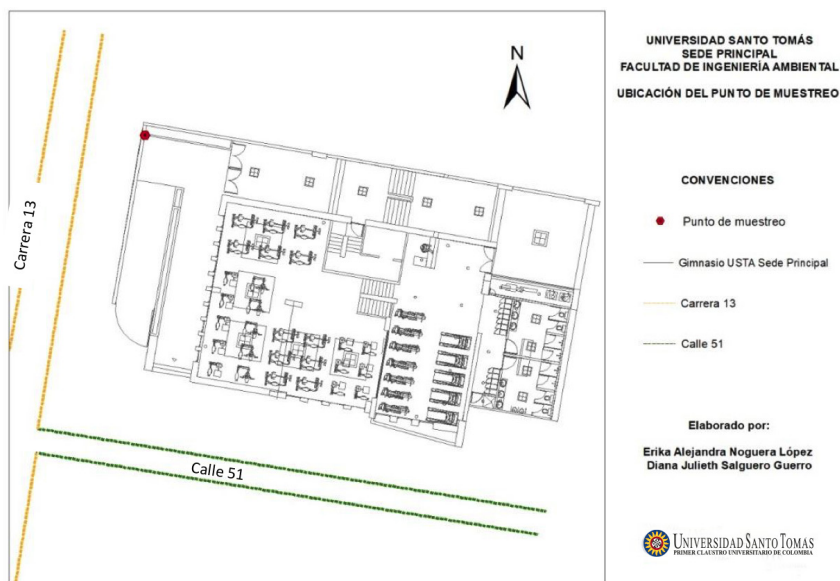 N
Carrera 13
Calle 51
UNIVERSIDAD SANTO TOMÁS
SEDE PRINCIPAL
FACULTAD DE INGENIERÍA AMBIENTAL
UBICACIÓN DEL PUNTO DE MUESTREO
CONVENCIONES
Punto de muestreo
Gimnasio USTA Sede Principal
Carrera 13
Calle 51
Elaborado por:
Erika Alejandra Noguera López
Diana Julieth Salguero Guerro
UNIVERSIDAD SANTO TOMAS
PRIMER CLAUSTRO UNIVERSITARIO DE COLOMBIA